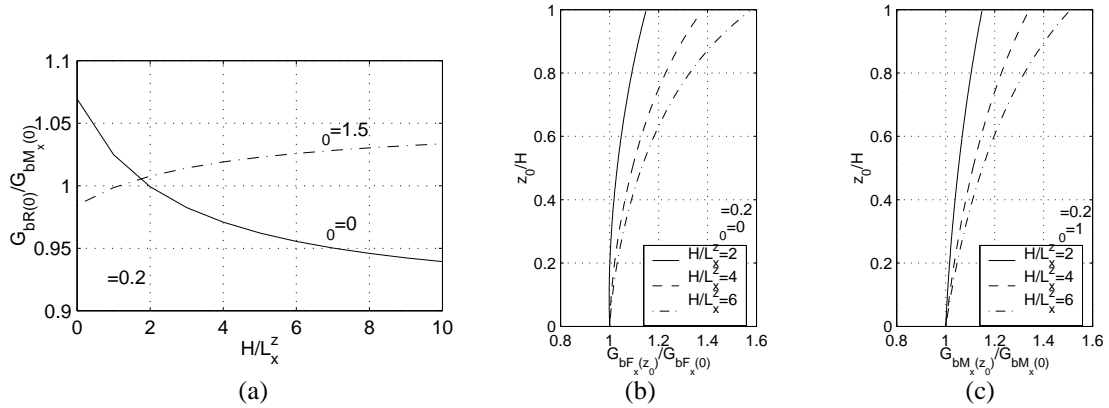 1.1
1.05
1
0.95
0.9
G_bR(0)/G_bM_x(0)
0=1.5
0=0
=0.2
0 2 4 6 8 10
H/L_x^z
(a)
1
0.8
0.6
0.4
0.2
0
z_0/H
=0.2
0=0
H/L_x^z=2
H/L_x^z=4
H/L_x^z=6
0.8 1 1.2 1.4 1.6
G_bF_x(z_0)/G_bF_x(0)
(b)
1
0.8
0.6
0.4
0.2
0
z_0/H
=0.2
0=1
H/L_x^z=2
H/L_x^z=4
H/L_x^z=6
0.8 1 1.2 1.4 1.6
G_bM_x(z_0)/G_bM_x(0)
(c)